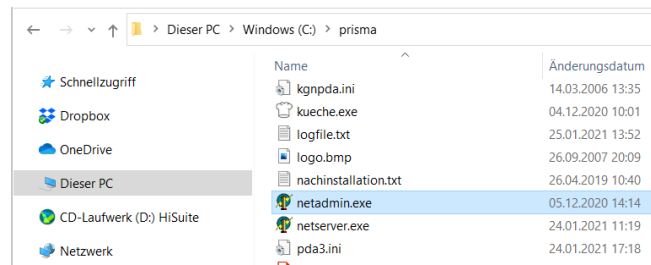 Dieser PC > Windows (C:) > prisma
Name Änderungsdatum
Schnellzugriff
Dropbox
OneDrive
Dieser PC
CD-Laufwerk (D:) HiSuite
Netzwerk
kgnpda.ini 14.03.2006 13:35
kueche.exe 04.12.2020 10:01
logfile.txt 25.01.2021 13:52
logo.bmp 26.09.2007 20:09
nachinstallation.txt 26.04.2019 10:40
netadmin.exe 05.12.2020 14:14
netserver.exe 24.01.2021 11:19
pda3.ini 24.01.2021 17:18